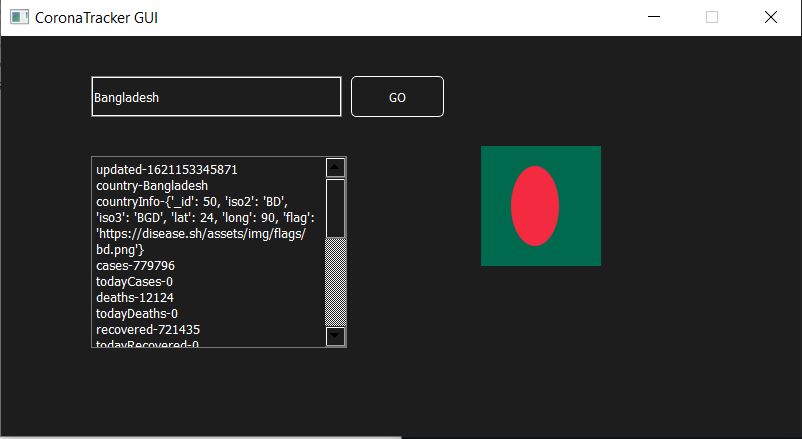 CoronaTracker GUI
Bangladesh
GO
updated-1621153345871
country-Bangladesh
countryInfo-{'_id': 50, 'iso2': 'BD',
'iso3': 'BGD', 'lat': 24, 'long': 90, 'flag':
'https://disease.sh/assets/img/flags/
bd.png'}
cases-779796
todayCases-0
deaths-12124
todayDeaths-0
recovered-721435
todayRecovered-0